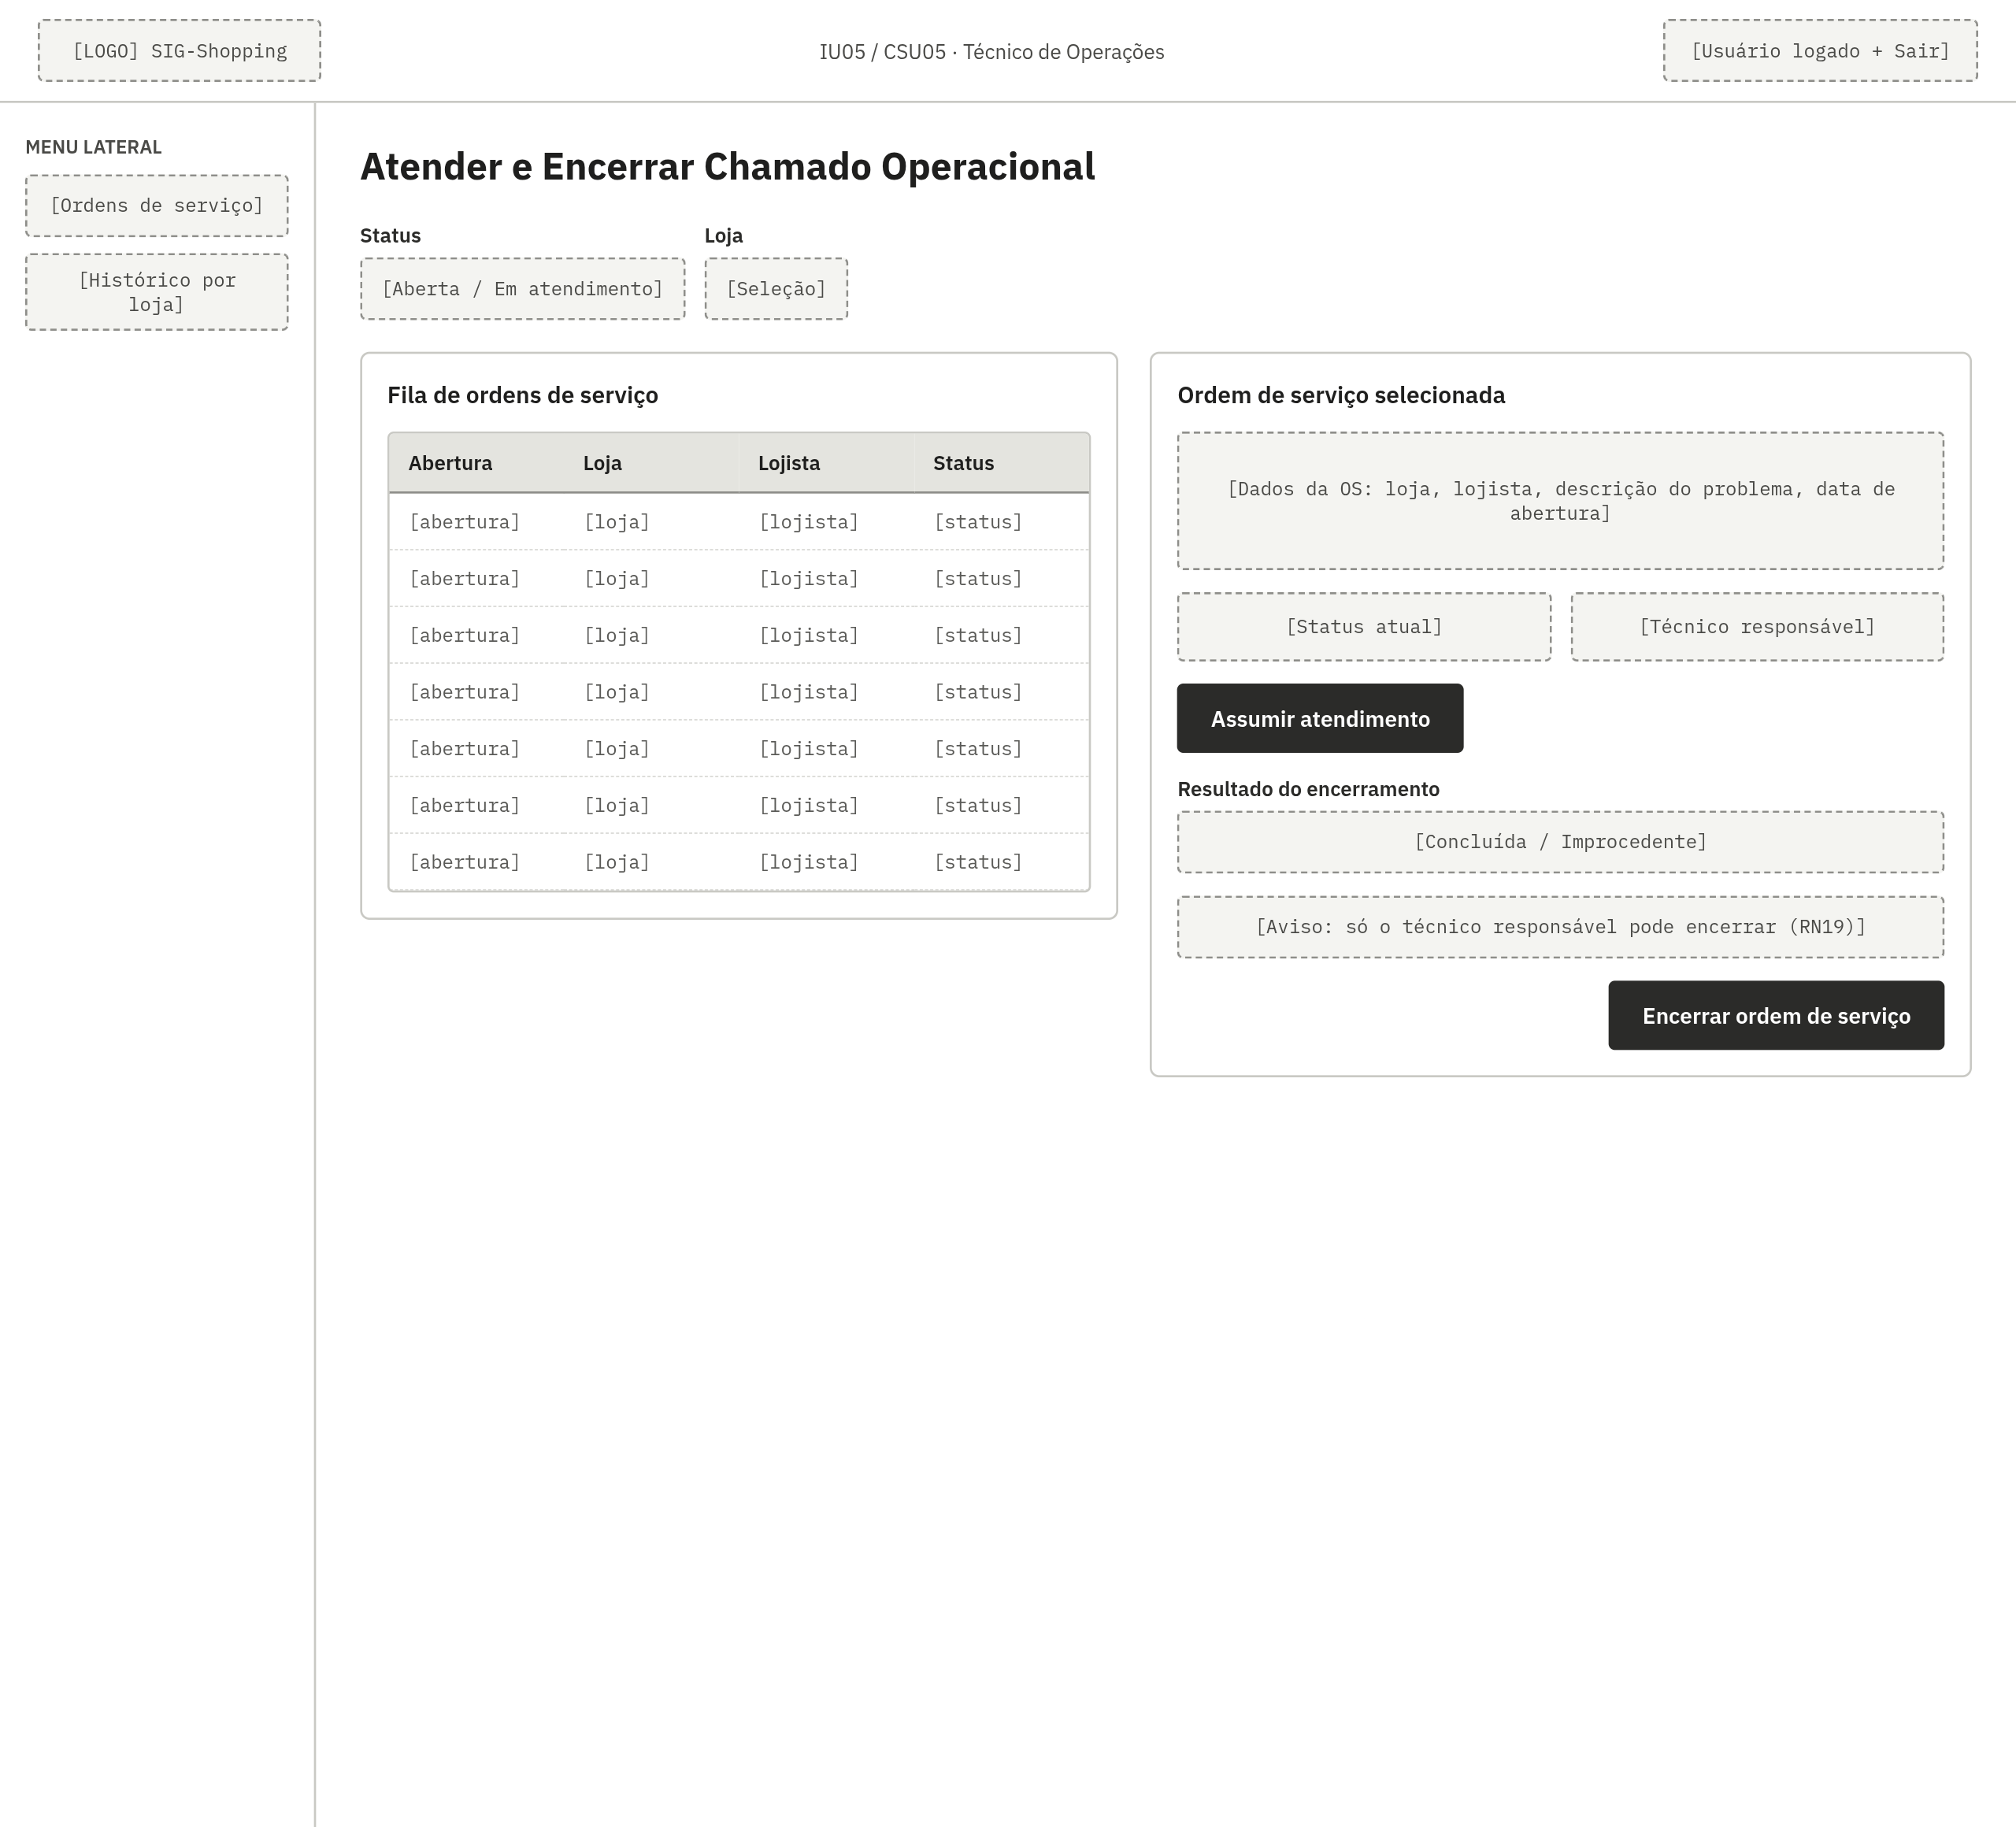 [LOGO] SIG-Shopping
IU05 / CSU05 · Técnico de Operações
[Usuário logado + Sair]
MENU LATERAL
[Ordens de serviço]
[Histórico por
loja]
Atender e Encerrar Chamado Operacional
Status
Loja
[Aberta / Em atendimento]
[Seleção]
Fila de ordens de serviço
Abertura Loja Lojista Status
[abertura] [loja] [lojista] [status]
[abertura] [loja] [lojista] [status]
[abertura] [loja] [lojista] [status]
[abertura] [loja] [lojista] [status]
[abertura] [loja] [lojista] [status]
[abertura] [loja] [lojista] [status]
[abertura] [loja] [lojista] [status]
Ordem de serviço selecionada
[Dados da OS: loja, lojista, descrição do problema, data de
abertura]
[Status atual]
[Técnico responsável]
Assumir atendimento
Resultado do encerramento
[Concluída / Improcedente]
[Aviso: só o técnico responsável pode encerrar (RN19)]
Encerrar ordem de serviço